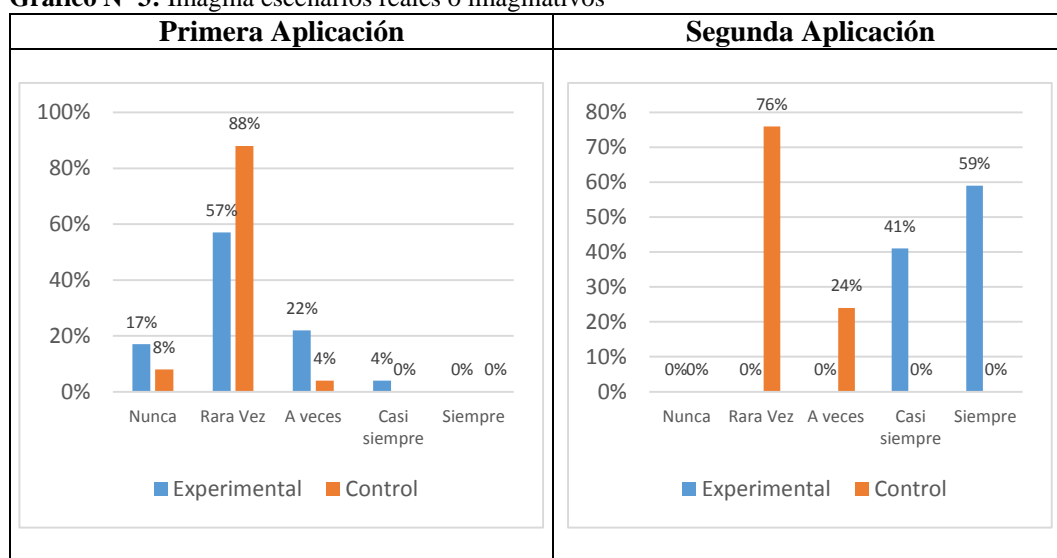 Gráfico N° 3: Imagina escenarios reales o imaginativos
Primera Aplicación
Segunda Aplicación
100%
80%
60%
40%
20%
0%
17%
8%
57%
88%
22%
4%
4%
0%
0%
0%
Nunca
Rara Vez
A veces
Casi
siempre
Siempre
Experimental
Control
80%
70%
60%
50%
40%
30%
20%
10%
0%
0%
0%
0%
76%
0%
24%
41%
0%
59%
0%
Nunca
Rara Vez
A veces
Casi
siempre
Siempre
Experimental
Control